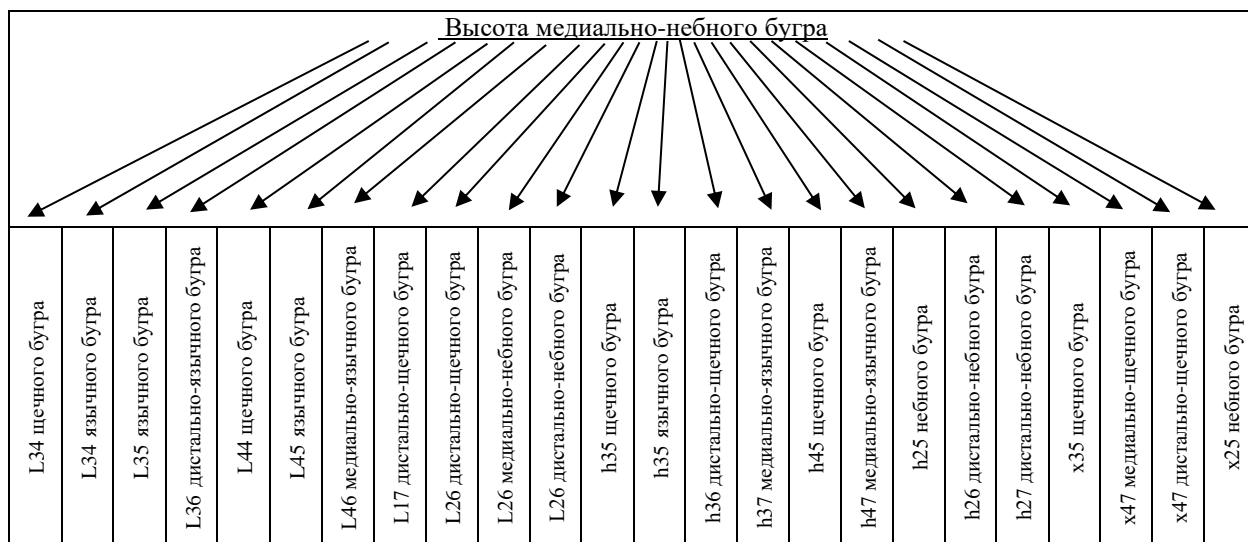 Высота медиально-небного бугра
L34 щечного бугра
L34 язычного бугра
L35 язычного бугра
L36 дистально-язычного бугра
L44 щечного бугра
L45 язычного бугра
L46 медиально-язычного бугра
L17 дистально-щечного бугра
L26 дистально-щечного бугра
L26 медиально-небного бугра
L26 дистально-небного бугра
h35 щечного бугра
h35 язычного бугра
h36 дистально-щечного бугра
h37 медиально-язычного бугра
h45 щечного бугра
h47 медиально-язычного бугра
h25 небного бугра
h26 дистально-небного бугра
h27 дистально-небного бугра
x35 щечного бугра
x47 медиально-щечного бугра
x47 дистально-щечного бугра
x25 небного бугра